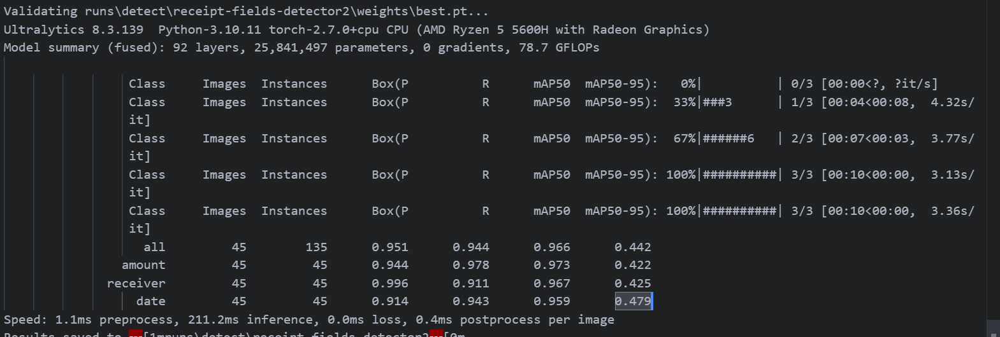 Validating runs\detect\receipt-fields-detector2\weights\best.pt...
Ultralytics 8.3.139  Python-3.10.11 torch-2.7.0+cpu CPU (AMD Ryzen 5 5600H with Radeon Graphics)
Model summary (fused): 92 layers, 25,841,497 parameters, 0 gradients, 78.7 GFLOPs
Class     Images  Instances      Box(P          R      mAP50  mAP50-95):   0%|          | 0/3 [00:00<?, ?it/s]
Class     Images  Instances      Box(P          R      mAP50  mAP50-95):  33%|###3      | 1/3 [00:04<00:08,  4.32s/
it]
Class     Images  Instances      Box(P          R      mAP50  mAP50-95):  67%|######6   | 2/3 [00:07<00:03,  3.77s/
it]
Class     Images  Instances      Box(P          R      mAP50  mAP50-95): 100%|##########| 3/3 [00:10<00:00,  3.13s/
it]
Class     Images  Instances      Box(P          R      mAP50  mAP50-95): 100%|##########| 3/3 [00:10<00:00,  3.36s/
it]
all         45        135      0.951      0.944      0.966      0.442
amount         45         45      0.944      0.978      0.973      0.422
receiver         45         45      0.996      0.911      0.967      0.425
date         45         45      0.914      0.943      0.959      0.479
Speed: 1.1ms preprocess, 211.2ms inference, 0.0ms loss, 0.4ms postprocess per image
Results saved to [1mruns\detect\receipt-fields-detector2[0m